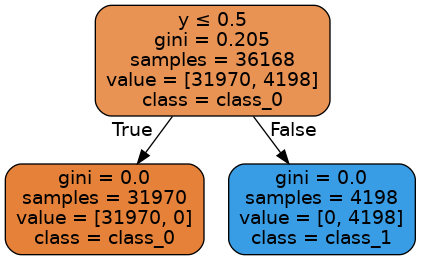 y ≤ 0.5
gini = 0.205
samples = 36168
value = [31970, 4198]
class = class_0
True
False
gini = 0.0
samples = 31970
value = [31970, 0]
class = class_0
gini = 0.0
samples = 4198
value = [0, 4198]
class = class_1